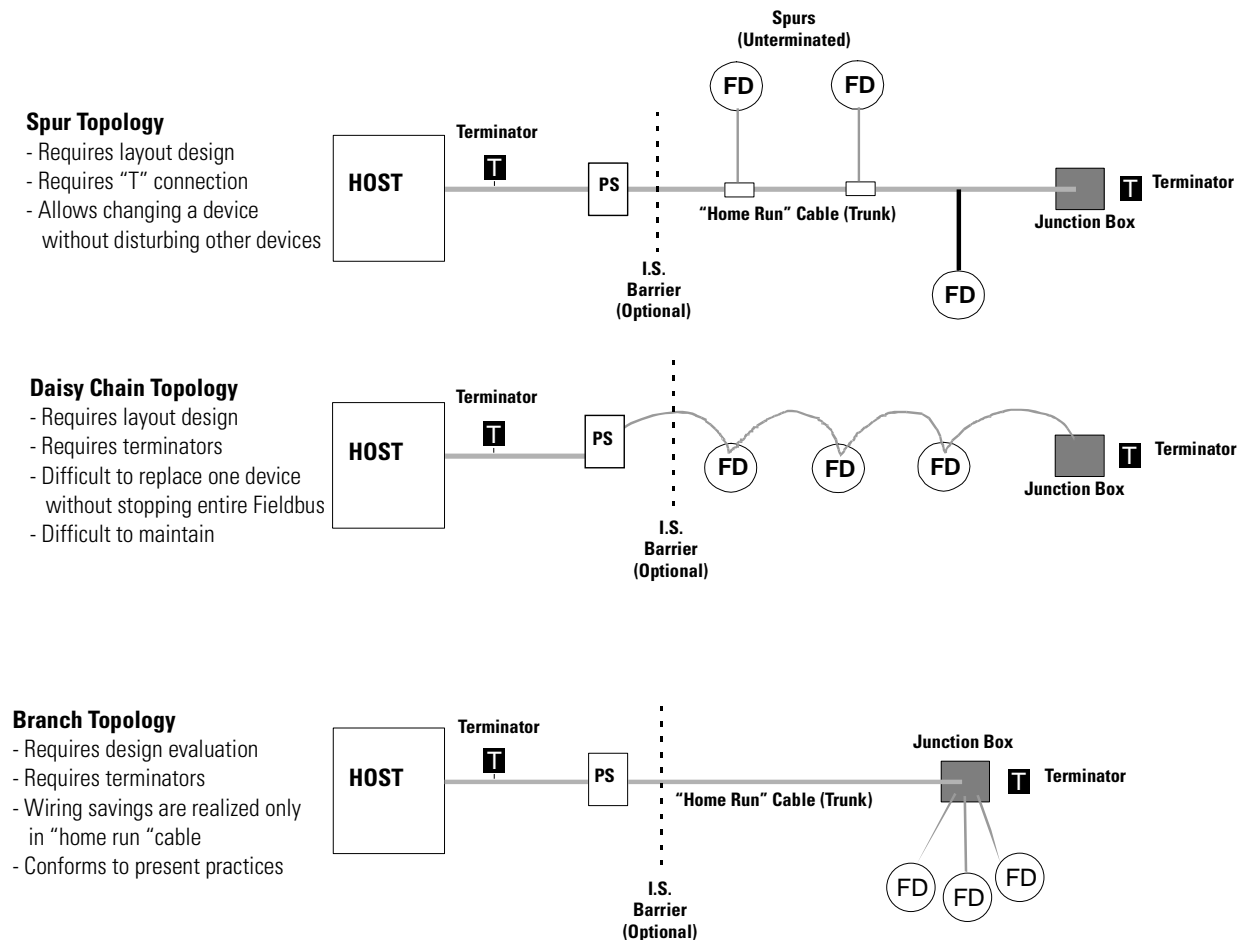 Spurs
(Unterminated)
FD
FD
Spur Topology
- Requires layout design
- Requires “T” connection
- Allows changing a device
without disturbing other devices
HOST
Terminator
T
PS
“Home Run” Cable (Trunk)
T
Terminator
Junction Box
FD
I.S.
Barrier
(Optional)
Daisy Chain Topology
- Requires layout design
- Requires terminators
- Difficult to replace one device
without stopping entire Fieldbus
- Difficult to maintain
HOST
Terminator
T
PS
FD
FD
FD
T
Terminator
Junction Box
I.S.
Barrier
(Optional)
Branch Topology
- Requires design evaluation
- Requires terminators
- Wiring savings are realized only
in “home run “cable
- Conforms to present practices
HOST
Terminator
T
PS
“Home Run” Cable (Trunk)
Junction Box
T
Terminator
FD
FD
FD
I.S.
Barrier
(Optional)